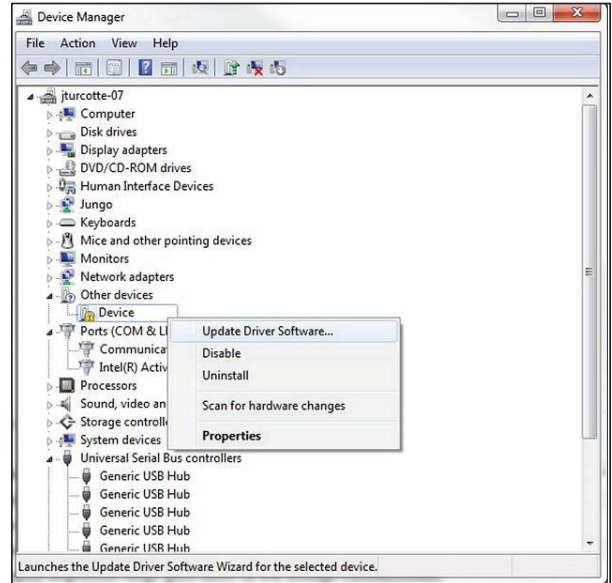 Device Manager
File Action View Help
jturcotte-07
Computer
Disk drives
Display adapters
DVD/CD-ROM drives
Human Interface Devices
Jungo
Keyboards
Mice and other pointing devices
Monitors
Network adapters
Other devices
Device
Update Driver Software...
Disable
Uninstall
Scan for hardware changes
Properties
Ports (COM & L
Communica
Intel(R) Activ
Processors
Sound, video an
Storage controll
System devices
Universal Serial Bus controllers
Generic USB Hub
Generic USB Hub
Generic USB Hub
Generic USB Hub
Generic USB Hub
Launches the Update Driver Software Wizard for the selected device.